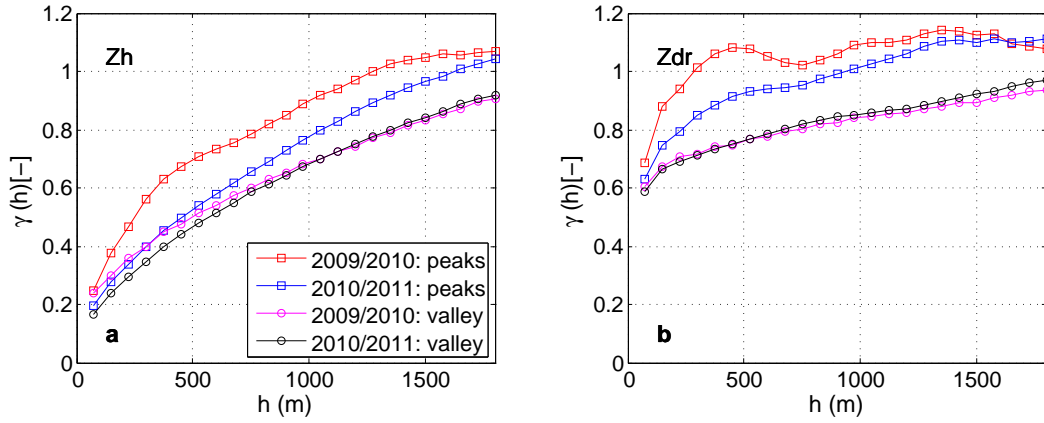 Zh
γ (h)[−]
1.2
1
0.8
0.6
0.4
0.2
0
0 500 1000 1500
h (m)
a
2009/2010: peaks
2010/2011: peaks
2009/2010: valley
2010/2011: valley
Zdr
γ (h)[−]
1.2
1
0.8
0.6
0.4
0.2
0
0 500 1000 1500
h (m)
b